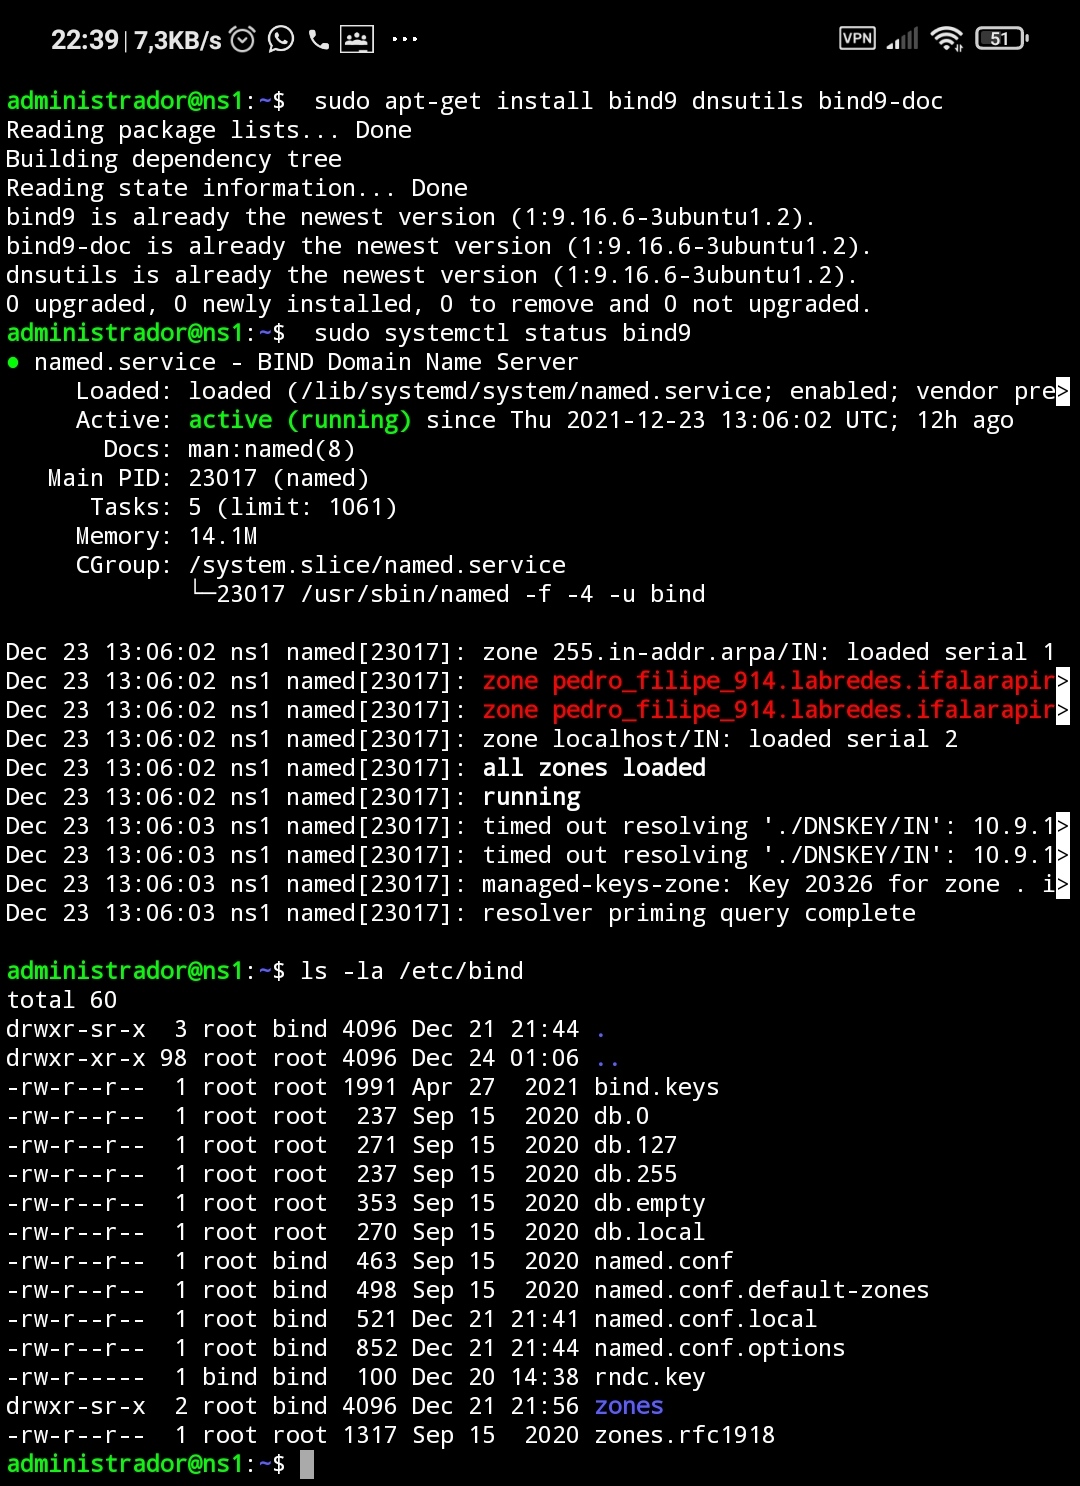 22:39 | 7,3KB/s VPN 51
administrador@ns1:~$  sudo apt-get install bind9 dnsutils bind9-doc
Reading package lists... Done
Building dependency tree
Reading state information... Done
bind9 is already the newest version (1:9.16.6-3ubuntu1.2).
bind9-doc is already the newest version (1:9.16.6-3ubuntu1.2).
dnsutils is already the newest version (1:9.16.6-3ubuntu1.2).
0 upgraded, 0 newly installed, 0 to remove and 0 not upgraded.
administrador@ns1:~$  sudo systemctl status bind9
● named.service - BIND Domain Name Server
     Loaded: loaded (/lib/systemd/system/named.service; enabled; vendor pre>
     Active: active (running) since Thu 2021-12-23 13:06:02 UTC; 12h ago
       Docs: man:named(8)
   Main PID: 23017 (named)
      Tasks: 5 (limit: 1061)
     Memory: 14.1M
     CGroup: /system.slice/named.service
             └─23017 /usr/sbin/named -f -4 -u bind
Dec 23 13:06:02 ns1 named[23017]: zone 255.in-addr.arpa/IN: loaded serial 1
Dec 23 13:06:02 ns1 named[23017]: zone pedro_filipe_914.labredes.ifalarapir>
Dec 23 13:06:02 ns1 named[23017]: zone pedro_filipe_914.labredes.ifalarapir>
Dec 23 13:06:02 ns1 named[23017]: zone localhost/IN: loaded serial 2
Dec 23 13:06:02 ns1 named[23017]: all zones loaded
Dec 23 13:06:02 ns1 named[23017]: running
Dec 23 13:06:03 ns1 named[23017]: timed out resolving './DNSKEY/IN': 10.9.1>
Dec 23 13:06:03 ns1 named[23017]: timed out resolving './DNSKEY/IN': 10.9.1>
Dec 23 13:06:03 ns1 named[23017]: managed-keys-zone: Key 20326 for zone . i>
Dec 23 13:06:03 ns1 named[23017]: resolver priming query complete
administrador@ns1:~$ ls -la /etc/bind
total 60
drwxr-sr-x  3 root bind 4096 Dec 21 21:44 .
drwxr-xr-x 98 root root 4096 Dec 24 01:06 ..
-rw-r--r--  1 root root 1991 Apr 27  2021 bind.keys
-rw-r--r--  1 root root  237 Sep 15  2020 db.0
-rw-r--r--  1 root root  271 Sep 15  2020 db.127
-rw-r--r--  1 root root  237 Sep 15  2020 db.255
-rw-r--r--  1 root root  353 Sep 15  2020 db.empty
-rw-r--r--  1 root root  270 Sep 15  2020 db.local
-rw-r--r--  1 root bind  463 Sep 15  2020 named.conf
-rw-r--r--  1 root bind  498 Sep 15  2020 named.conf.default-zones
-rw-r--r--  1 root bind  521 Dec 21 21:41 named.conf.local
-rw-r--r--  1 root bind  852 Dec 21 21:44 named.conf.options
-rw-r-----  1 bind bind  100 Dec 20 14:38 rndc.key
drwxr-sr-x  2 root bind 4096 Dec 21 21:56 zones
-rw-r--r--  1 root root 1317 Sep 15  2020 zones.rfc1918
administrador@ns1:~$